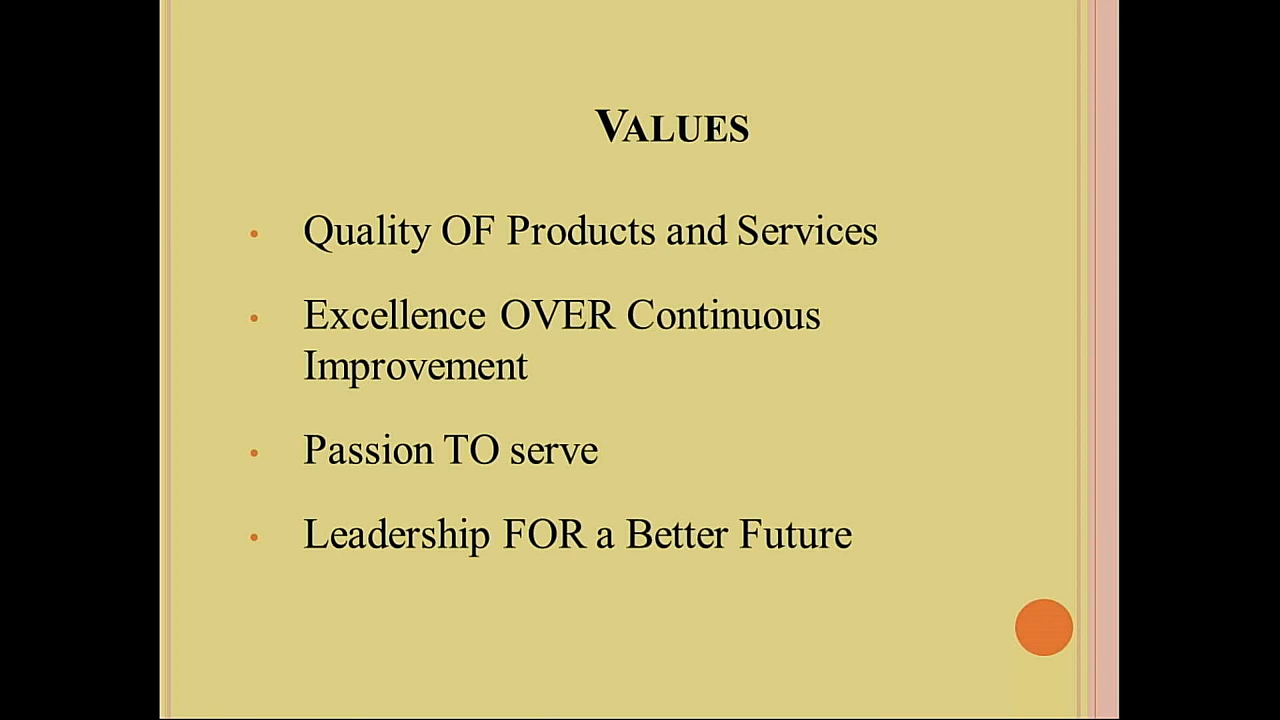 VALUES
• Quality OF Products and Services
• Excellence OVER Continuous
Improvement
• Passion TO serve
• Leadership FOR a Better Future